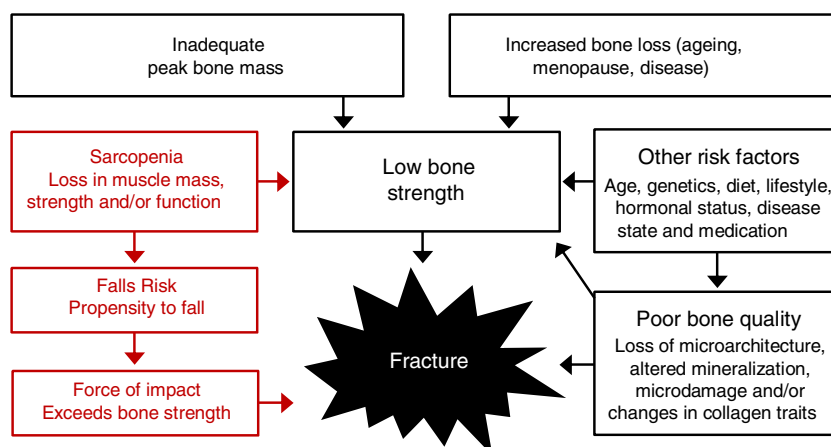 Inadequate
peak bone mass
Increased bone loss (ageing,
menopause, disease)
Sarcopenia
Loss in muscle mass,
strength and/or function
Low bone
strength
Other risk factors
Age, genetics, diet, lifestyle,
hormonal status, disease
state and medication
Falls Risk
Propensity to fall
Fracture
Poor bone quality
Loss of microarchitecture,
altered mineralization,
microdamage and/or
changes in collagen traits
Force of impact
Exceeds bone strength